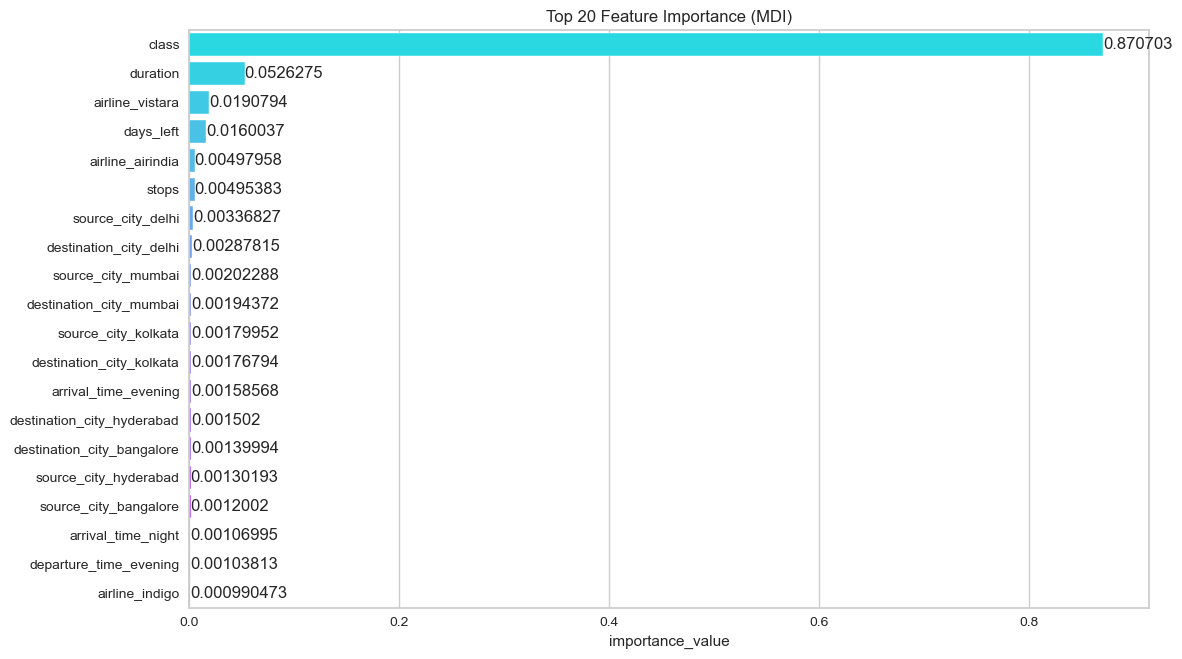 Top 20 Feature Importance (MDI)
class 0.870703
duration 0.0526275
airline_vistara 0.0190794
days_left 0.0160037
airline_airindia 0.00497958
stops 0.00495383
source_city_delhi 0.00336827
destination_city_delhi 0.00287815
source_city_mumbai 0.00202288
destination_city_mumbai 0.00194372
source_city_kolkata 0.00179952
destination_city_kolkata 0.00176794
arrival_time_evening 0.00158568
destination_city_hyderabad 0.001502
destination_city_bangalore 0.00139994
source_city_hyderabad 0.00130193
source_city_bangalore 0.0012002
arrival_time_night 0.00106995
departure_time_evening 0.00103813
airline_indigo 0.000990473
0.0 0.2 0.4 0.6 0.8
importance_value